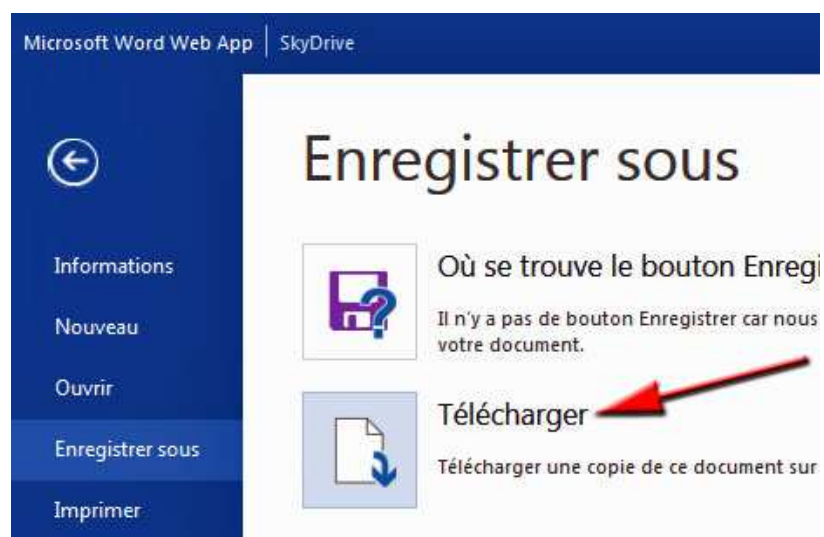 Microsoft Word Web App | SkyDrive
Enregistrer sous
Informations
Nouveau
Ouvrir
Enregistrer sous
Imprimer
Où se trouve le bouton Enregi
Il n'y a pas de bouton Enregistrer car nous
votre document.
Télécharger
Télécharger une copie de ce document sur